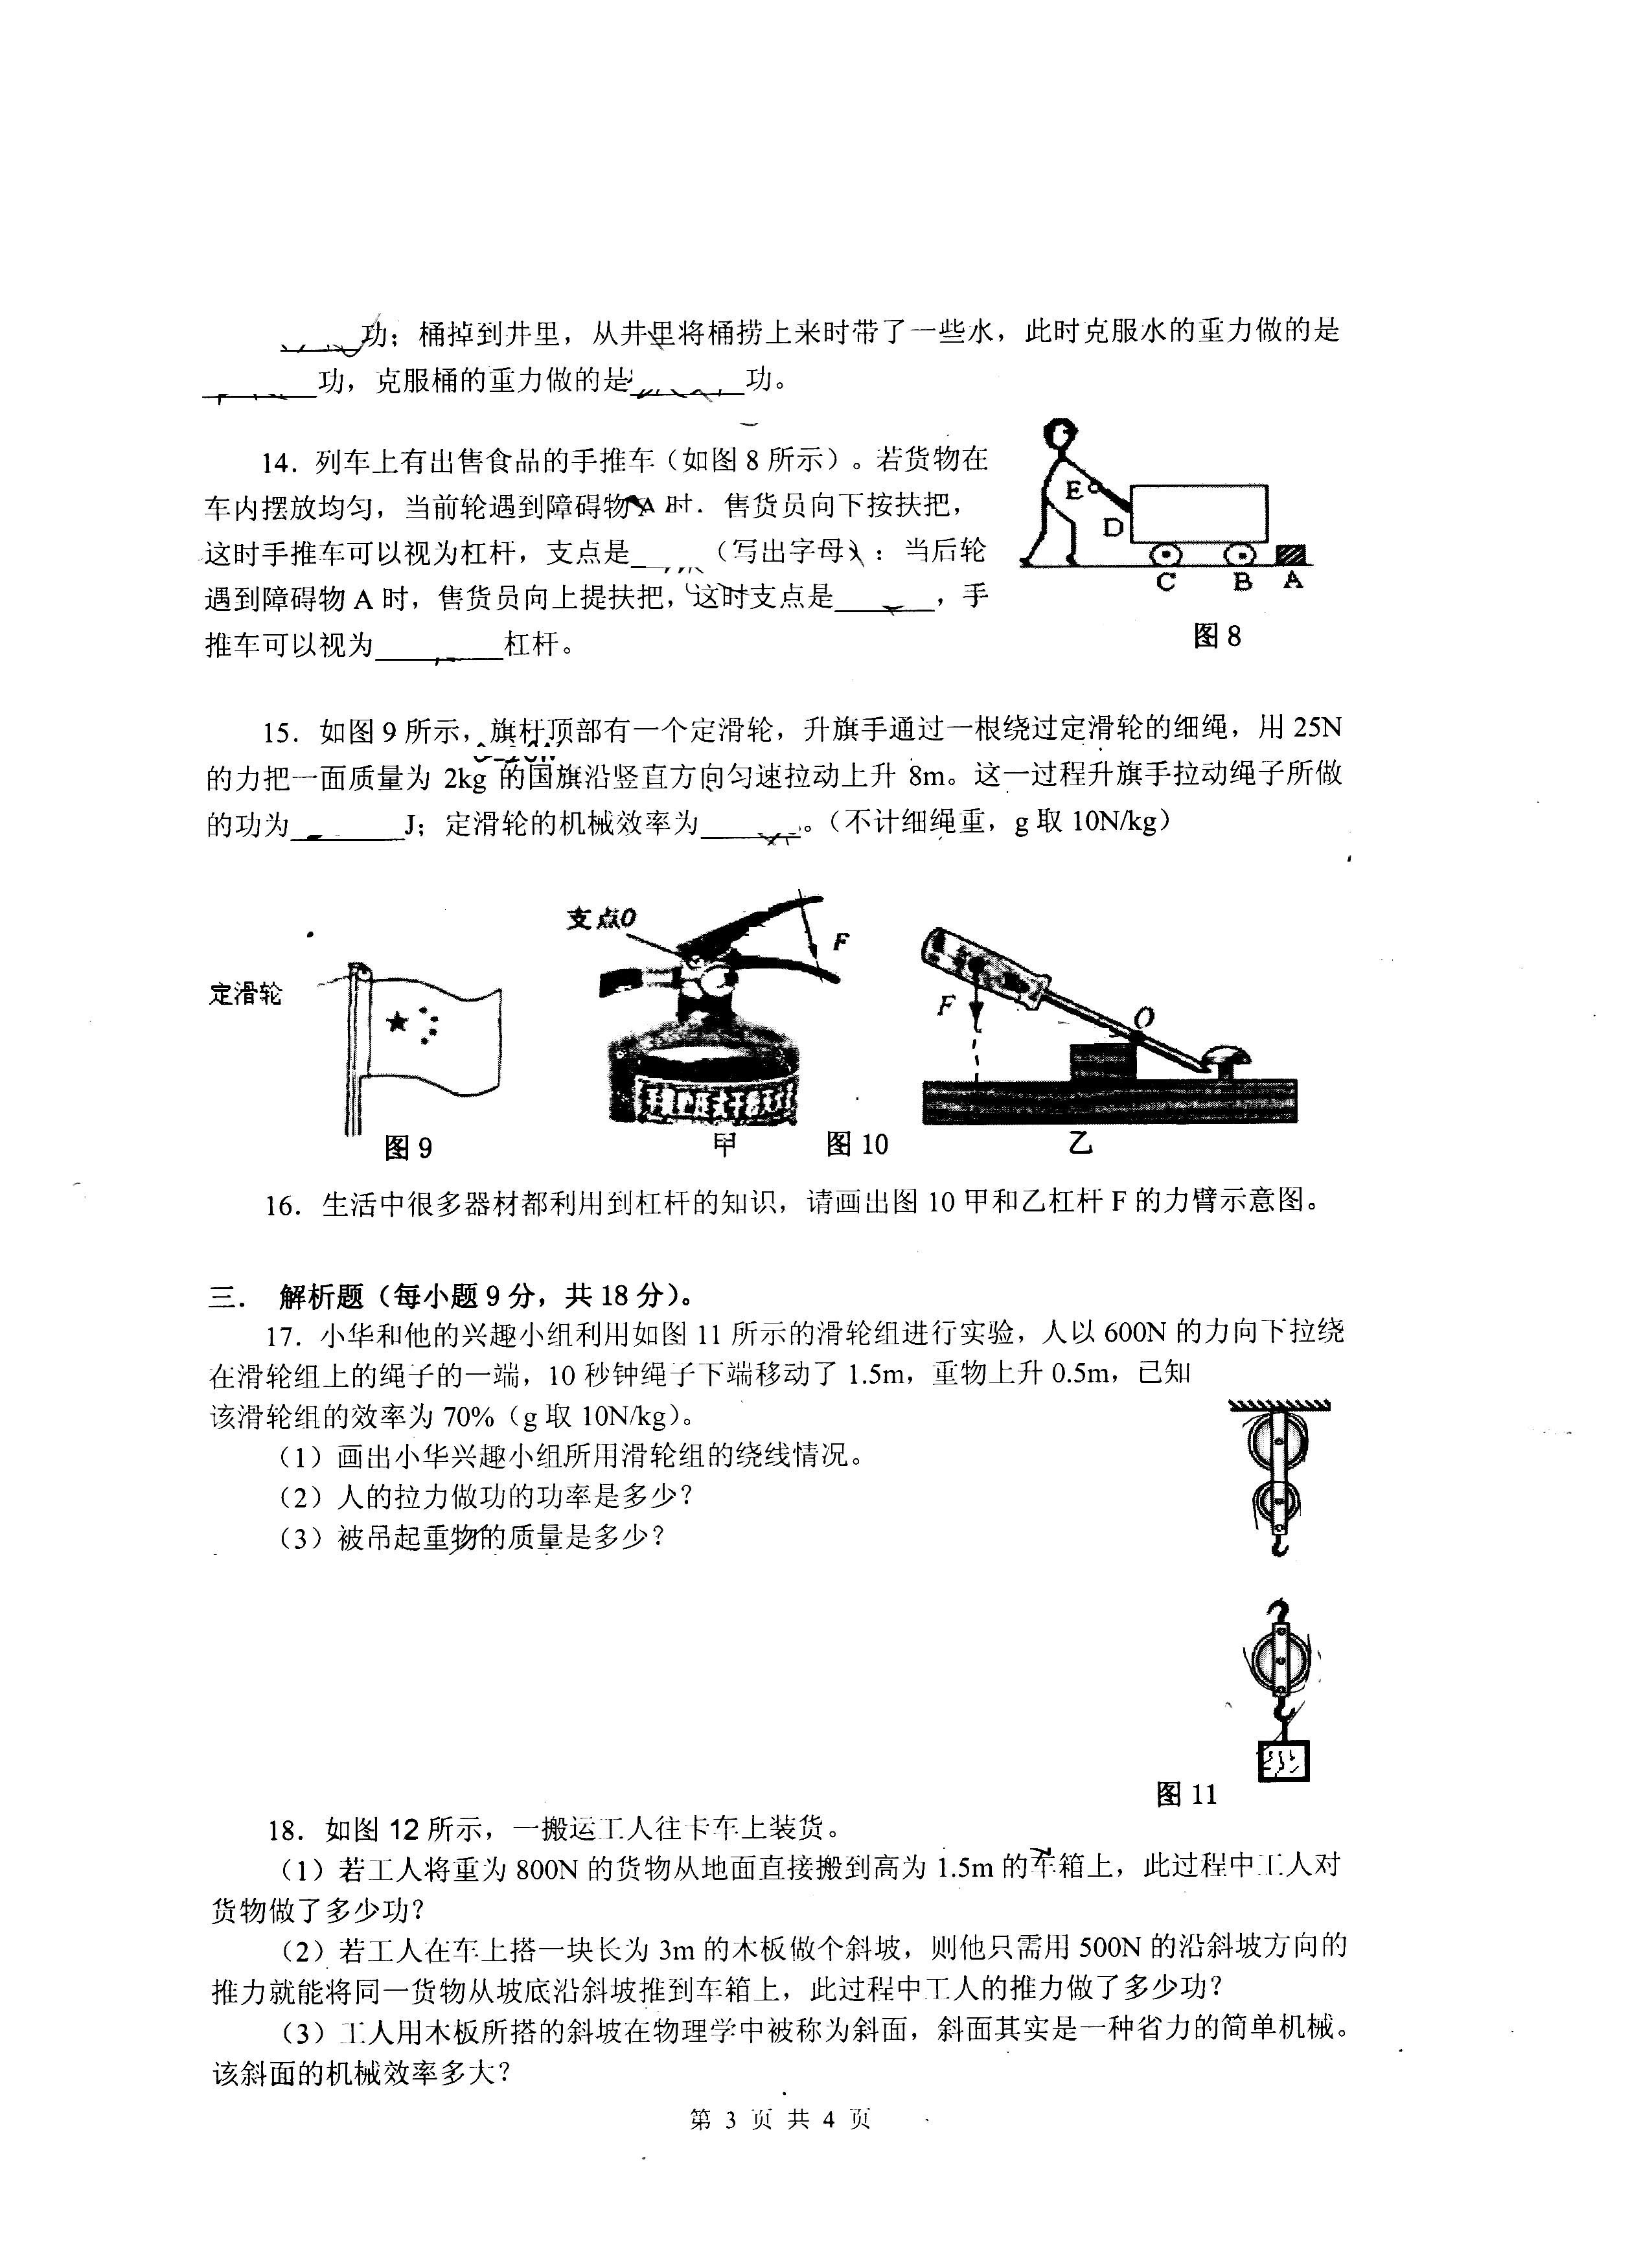 功；桶掉到井里，从井里将桶捞上来时带了一些水，此时克服水的重力做的是
功，克服桶的重力做的是 功。
14．列车上有出售食品的手推车（如图 8 所示）。若货物在
车内摆放均匀，当前轮遇到障碍物 A 时．售货员向下按扶把，
这时手推车可以视为杠杆，支点是____（写出字母）：当后轮
遇到障碍物 A 时，售货员向上提扶把，这时支点是____，手
推车可以视为____杠杆。
E
D
C B A
图 8
15．如图 9 所示，旗杆顶部有一个定滑轮，升旗手通过一根绕过定滑轮的细绳，用 25N
的力把一面质量为 2kg 的国旗沿竖直方向匀速拉动上升 8m。这一过程升旗手拉动绳子所做
的功为____J；定滑轮的机械效率为____。（不计细绳重，g 取 10N/kg）
定滑轮
图 9
支点O
F
甲
图 10
F
O
乙
16．生活中很多器材都利用到杠杆的知识，请画出图 10 甲和乙杠杆 F 的力臂示意图。
三． 解析题（每小题 9 分，共 18 分）。
17．小华和他的兴趣小组利用如图 11 所示的滑轮组进行实验，人以 600N 的力向下拉绕
在滑轮组上的绳子的一端，10 秒钟绳子下端移动了 1.5m，重物上升 0.5m，已知
该滑轮组的效率为 70%（g 取 10N/kg）。
（1）画出小华兴趣小组所用滑轮组的绕线情况。
（2）人的拉力做功的功率是多少？
（3）被吊起重物的质量是多少？
图 11
18．如图 12 所示，一搬运工人往卡车上装货。
（1）若工人将重为 800N 的货物从地面直接搬到高为 1.5m 的车箱上，此过程中工人对
货物做了多少功？
（2）若工人在车上搭一块长为 3m 的木板做个斜坡，则他只需用 500N 的沿斜坡方向的
推力就能将同一货物从坡底沿斜坡推到车箱上，此过程中工人的推力做了多少功？
（3）工人用木板所搭的斜坡在物理学中被称为斜面，斜面其实是一种省力的简单机械。
该斜面的机械效率多大？
第 3 页 共 4 页